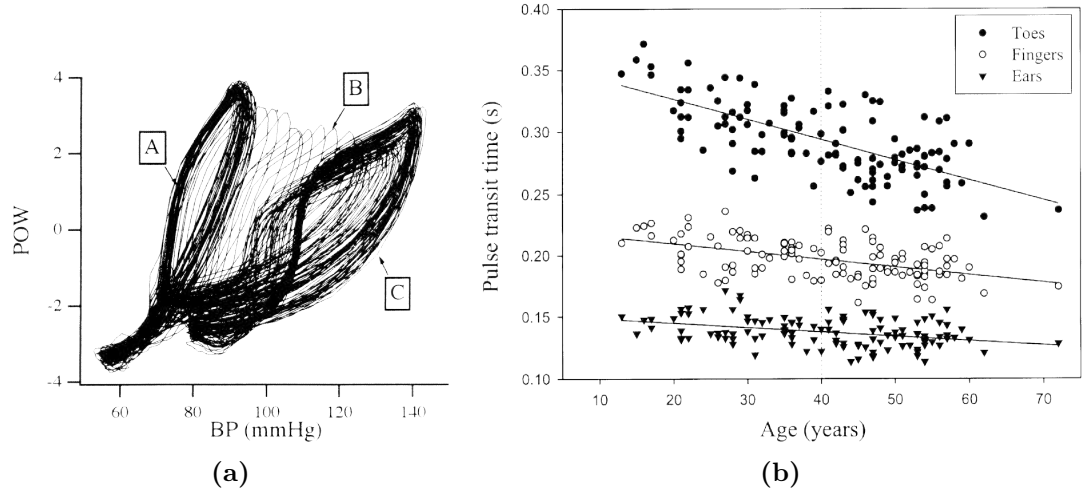 4
2
0
-2
-4
POW
A
B
C
60
80
100
120
140
BP (mmHg)
(a)
0.40
0.35
0.30
0.25
0.20
0.15
0.10
Pulse transit time (s)
Toes
Fingers
Ears
10
20
30
40
50
60
70
Age (years)
(b)